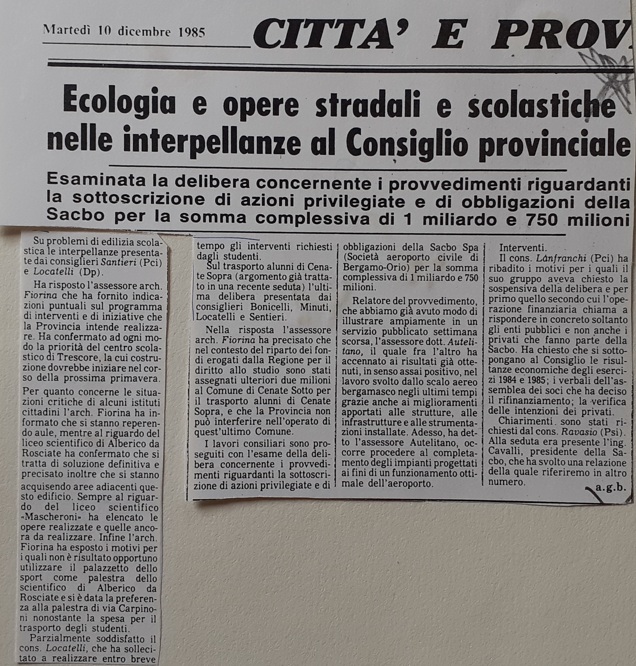 Martedì 10 dicembre 1985
CITTA' E PROV
Ecologia e opere stradali e scolastiche
nelle interpellanze al Consiglio provinciale
Esaminata la delibera concernente i provvedimenti riguardanti
la sottoscrizione di azioni privilegiate e di obbligazioni della
Sacbo per la somma complessiva di 1 miliardo e 750 milioni
Su problemi di edilizia scola-
stica le interpellanze presenta-
te dai consiglieri Santieri (Pci)
e Locatelli (Dp).
Ha risposto l'assessore arch.
Fiorina che ha fornito indica-
zioni puntuali sul programma
di interventi e di iniziative che
la Provincia intende realizza-
re. Ha confermato ad ogni mo-
do la priorità del centro scola-
stico di Trescore, la cui costru-
zione dovrebbe iniziare nel cor-
so della prossima primavera.
Per quanto concerne le situa-
zioni critiche di alcuni istituti
cittadini l'arch. Fiorina ha in-
formato che si stanno reperen-
do aule, mentre al riguardo del
liceo scientifico di Alberico da
Rosciate ha confermato che si
tratta di soluzione definitiva e
precisato inoltre che si stanno
acquisendo aree adiacenti que-
sto edificio. Sempre al riguar-
do del liceo scientifico
«Mascheroni» ha elencato le
opere realizzate e quelle anco-
ra da realizzare. Infine l'arch.
Fiorina ha esposto i motivi per
i quali non è risultato opportuno
utilizzare il palazzetto dello
sport come palestra dello
scientifico di Alberico da
Rosciate e si è data la preferen-
za alla palestra di via Carpino-
ni nonostante la spesa per il
trasporto degli studenti.
Parzialmente soddisfatto il
cons. Locatelli, che ha solleci-
tato a realizzare entro breve
tempo gli interventi richiesti
dagli studenti.
Sul trasporto alunni di Cena-
te Sopra (argomento già tratta-
to in una recente seduta) l'ul-
tima delibera presentata dai
consiglieri Bonicelli, Minuti,
Locatelli e Sentieri.
Nella risposta l'assessore
arch. Fiorina ha precisato che
nel contesto del riparto dei fon-
di erogati dalla Regione per il
diritto allo studio sono stati
assegnati ulteriori due milioni
al Comune di Cenate Sotto per
il trasporto alunni di Cenate
Sopra, e che la Provincia non
può interferire nell'operato di
quest'ultimo Comune.
I lavori consiliari sono pro-
seguiti con l'esame della deli-
bera concernente i provvedi-
menti riguardanti la sottoscri-
zione di azioni privilegiate e di
obbligazioni della Sacbo Spa
(Società aeroporto civile di
Bergamo-Orio) per la somma
complessiva di 1 miliardo e 750
milioni.
Relatore del provvedimento,
che abbiamo già avuto modo di
illustrare ampiamente in un
servizio pubblicato settimana
scorsa, l'assessore dott. Auteli-
tano, il quale fra l'altro ha
accennato ai risultati già otte-
nuti, in senso assai positivo, nel
lavoro svolto dallo scalo aereo
bergamasco negli ultimi tempi
grazie anche ai miglioramenti
apportati alle strutture, alle
infrastrutture e alle strumenta-
zioni installate. Adesso, ha det-
to l'assessore Autelitano, oc-
corre procedere al completa-
mento degli impianti progettati
ai fini di un funzionamento otti-
male dell'aeroporto.
Interventi.
Il cons. Lanfranchi (Pci) ha
ribadito i motivi per i quali il
suo gruppo aveva chiesto la
sospensiva della delibera e per
primo quello secondo cui l'ope-
razione finanziaria chiama a
rispondere in concreto soltanto
gli enti pubblici e non anche i
privati che fanno parte della
Sacbo. Ha chiesto che si sotto-
pongano al Consiglio le risul-
tanze economiche degli eserci-
zi 1984 e 1985; i verbali dell'as-
semblea dei soci che ha deciso
il rifinanziamento; la verifica
delle intenzioni dei privati.
Chiarimenti sono stati ri-
chiesti dal cons. Ravasio (Psi).
Alla seduta era presente l'ing.
Cavalli, presidente della Sa-
cbo, che ha svolto una relazione
della quale riferiremo in altro
numero.
a.g.b.